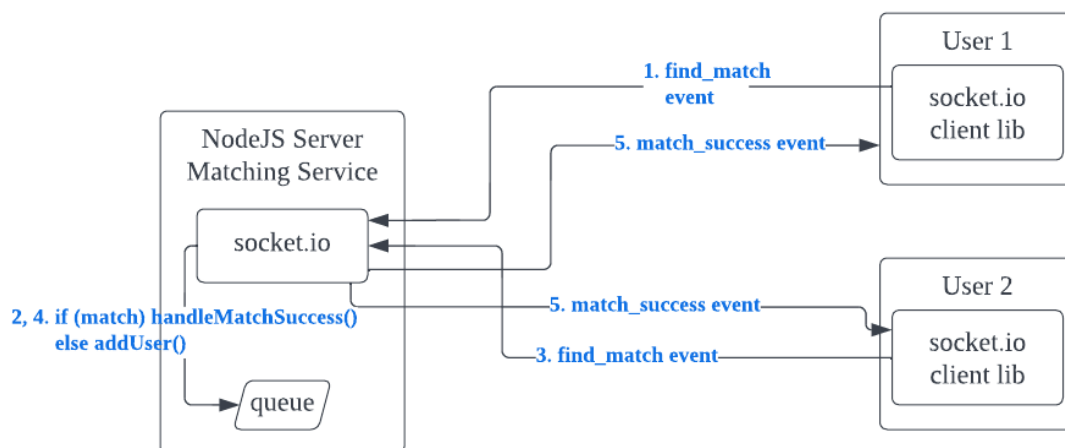 User 1
1. find_match
event
socket.io
client lib
NodeJS Server
Matching Service
5. match_success event
socket.io
User 2
2, 4. if (match) handleMatchSuccess()
else addUser()
5. match_success event
socket.io
client lib
3. find_match event
queue